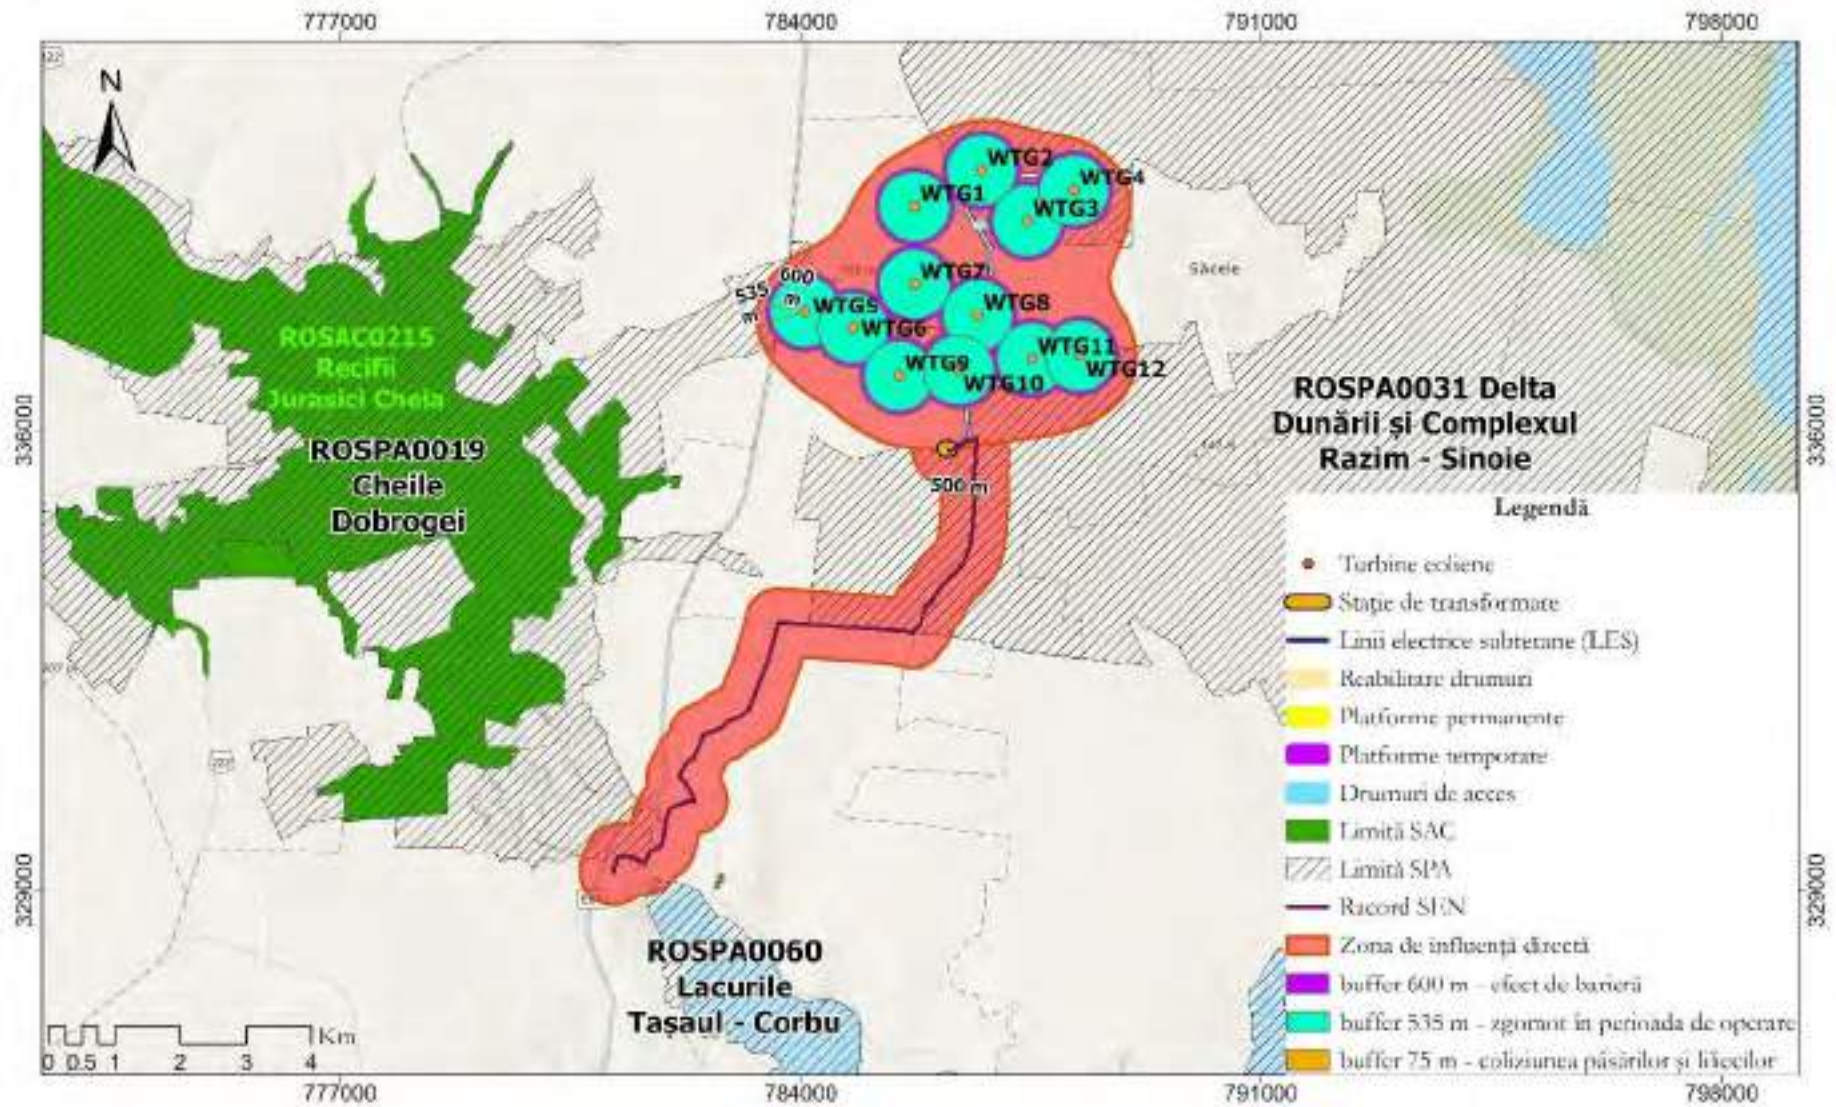 777000 784000 791000 798000
N
WTG2
WTG4
WTG1
WTG3
600
m
535
m
WTG7
Săcele
WTG5
WTG8
WTG6
WTG11
WTG9
WTG12
WTG10
ROSAC0215
Recifii
Jurasici Cheia
ROSPA0019
Cheile
Dobrogei
ROSPA0031 Delta
Dunării și Complexul
Razim - Sinoie
336000
336000
500 m
329000
329000
ROSPA0060
Lacurile
Tașaul - Corbu
Legendă
Turbine eoliene
Stație de transformare
Linii electrice subterane (LES)
Reabilitare drumuri
Platforme permanente
Platforme temporare
Drumuri de acces
Limită SAC
Limită SPA
Racord SEN
Zona de influență directă
buffer 600 m - efect de barieră
buffer 535 m - zgomot în perioada de operare
buffer 75 m - coliziunea păsărilor și liliecilor
Km
0 0.5 1 2 3 4
777000 784000 791000 798000